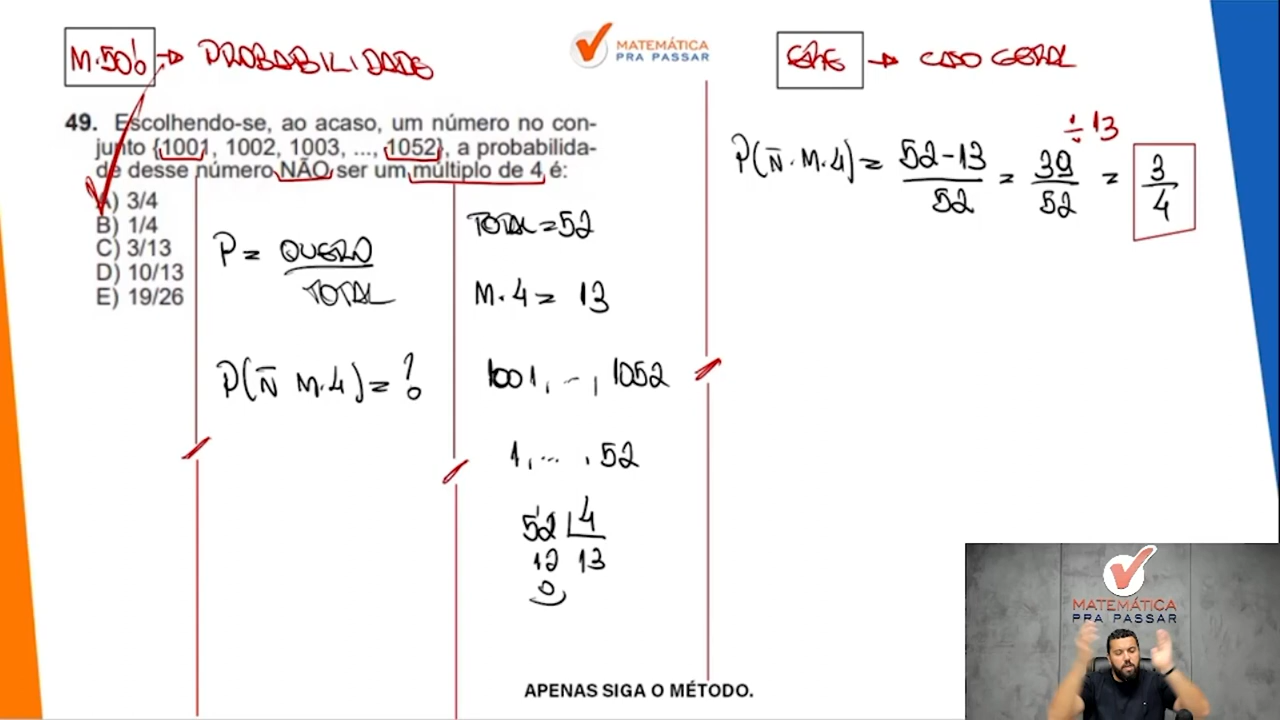 M.50% → PROBABILIDADE
MATEMÁTICA
PRA PASSAR
→ CASO GERAL
49. Escolhendo-se, ao acaso, um número no con-
junto {1001, 1002, 1003, ..., 1052}, a probabilida-
de desse número NÃO ser um múltiplo de 4 é:
A) 3/4
B) 1/4
C) 3/13
D) 10/13
E) 19/26
P = QUERO / TOTAL
P(Ñ M.4) = ?
TOTAL = 52
M.4 = 13
1001, ..., 1052
1, ... , 52
52 | 4
12 13
0
÷ 13
P(Ñ.M.4) = 52-13 / 52 = 39 / 52 = 3 / 4
MATEMÁTICA
PRA PASSAR
APENAS SIGA O MÉTODO.